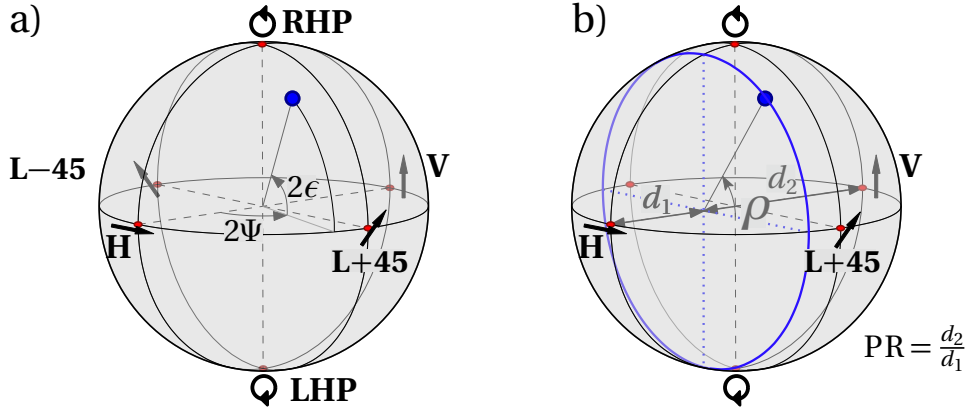 a)
RHP
L−45
V
2ϵ
2Ψ
H
L+45
LHP
b)
V
d₂
d₁
ρ
H
L+45
PR = d₂/d₁